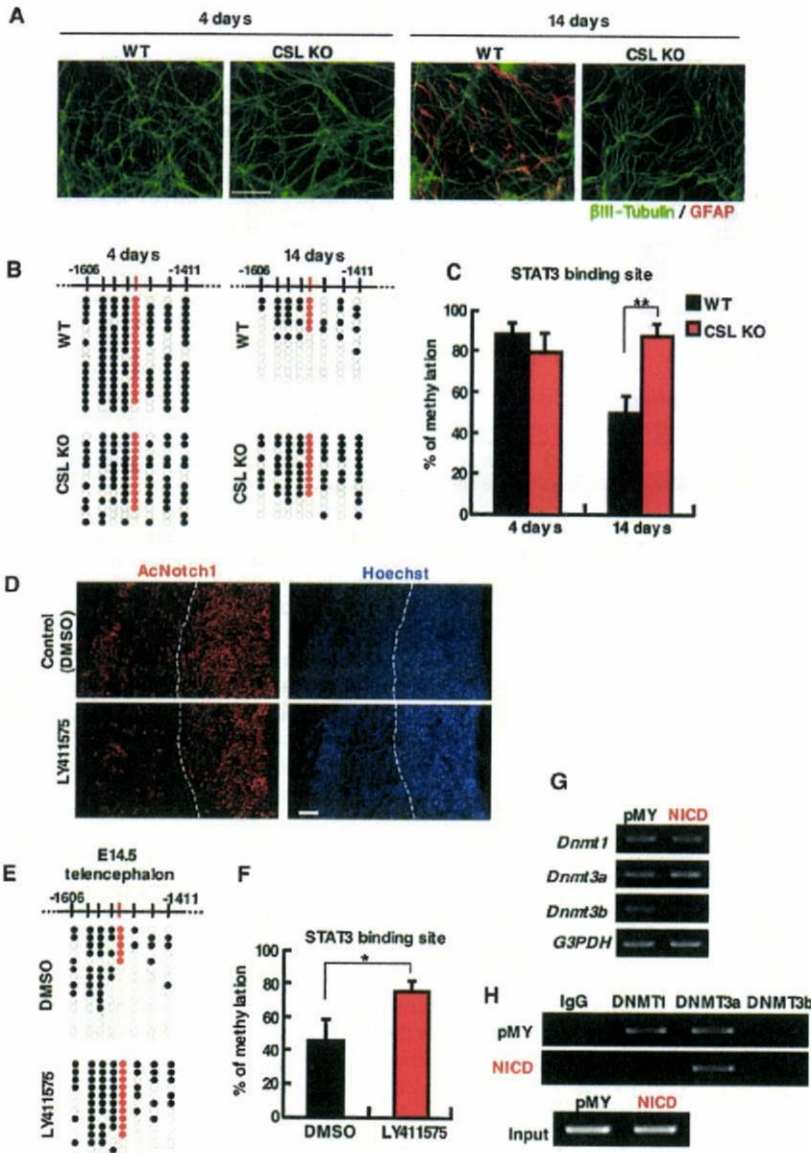 A
4 days
14 days
WT
CSL KO
WT
CSL KO
βIII-Tubulin / GFAP
B
4 days
14 days
-1606
-1411
-1606
-1411
WT
WT
CSL KO
CSL KO
C
STAT3 binding site
% of methylation
100
80
60
40
20
0
**
WT
CSL KO
4 days
14 days
D
AcNotch1
Hoechst
Control
(DMSO)
LY411575
E
E14.5
telencephalon
-1606
-1411
DMSO
LY411575
F
STAT3 binding site
% of methylation
100
80
60
40
20
0
*
DMSO
LY411575
G
pMY
NICD
Dnmt1
Dnmt3a
Dnmt3b
G3PDH
H
IgG
DNMT1
DNMT3a
DNMT3b
pMY
NICD
pMY
NICD
Input